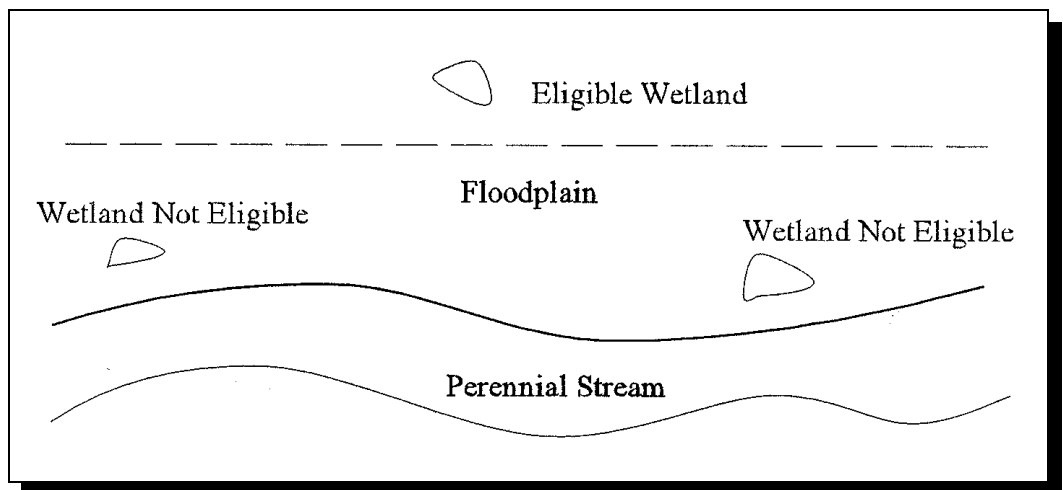 Eligible Wetland
Floodplain
Wetland Not Eligible
Wetland Not Eligible
Perennial Stream